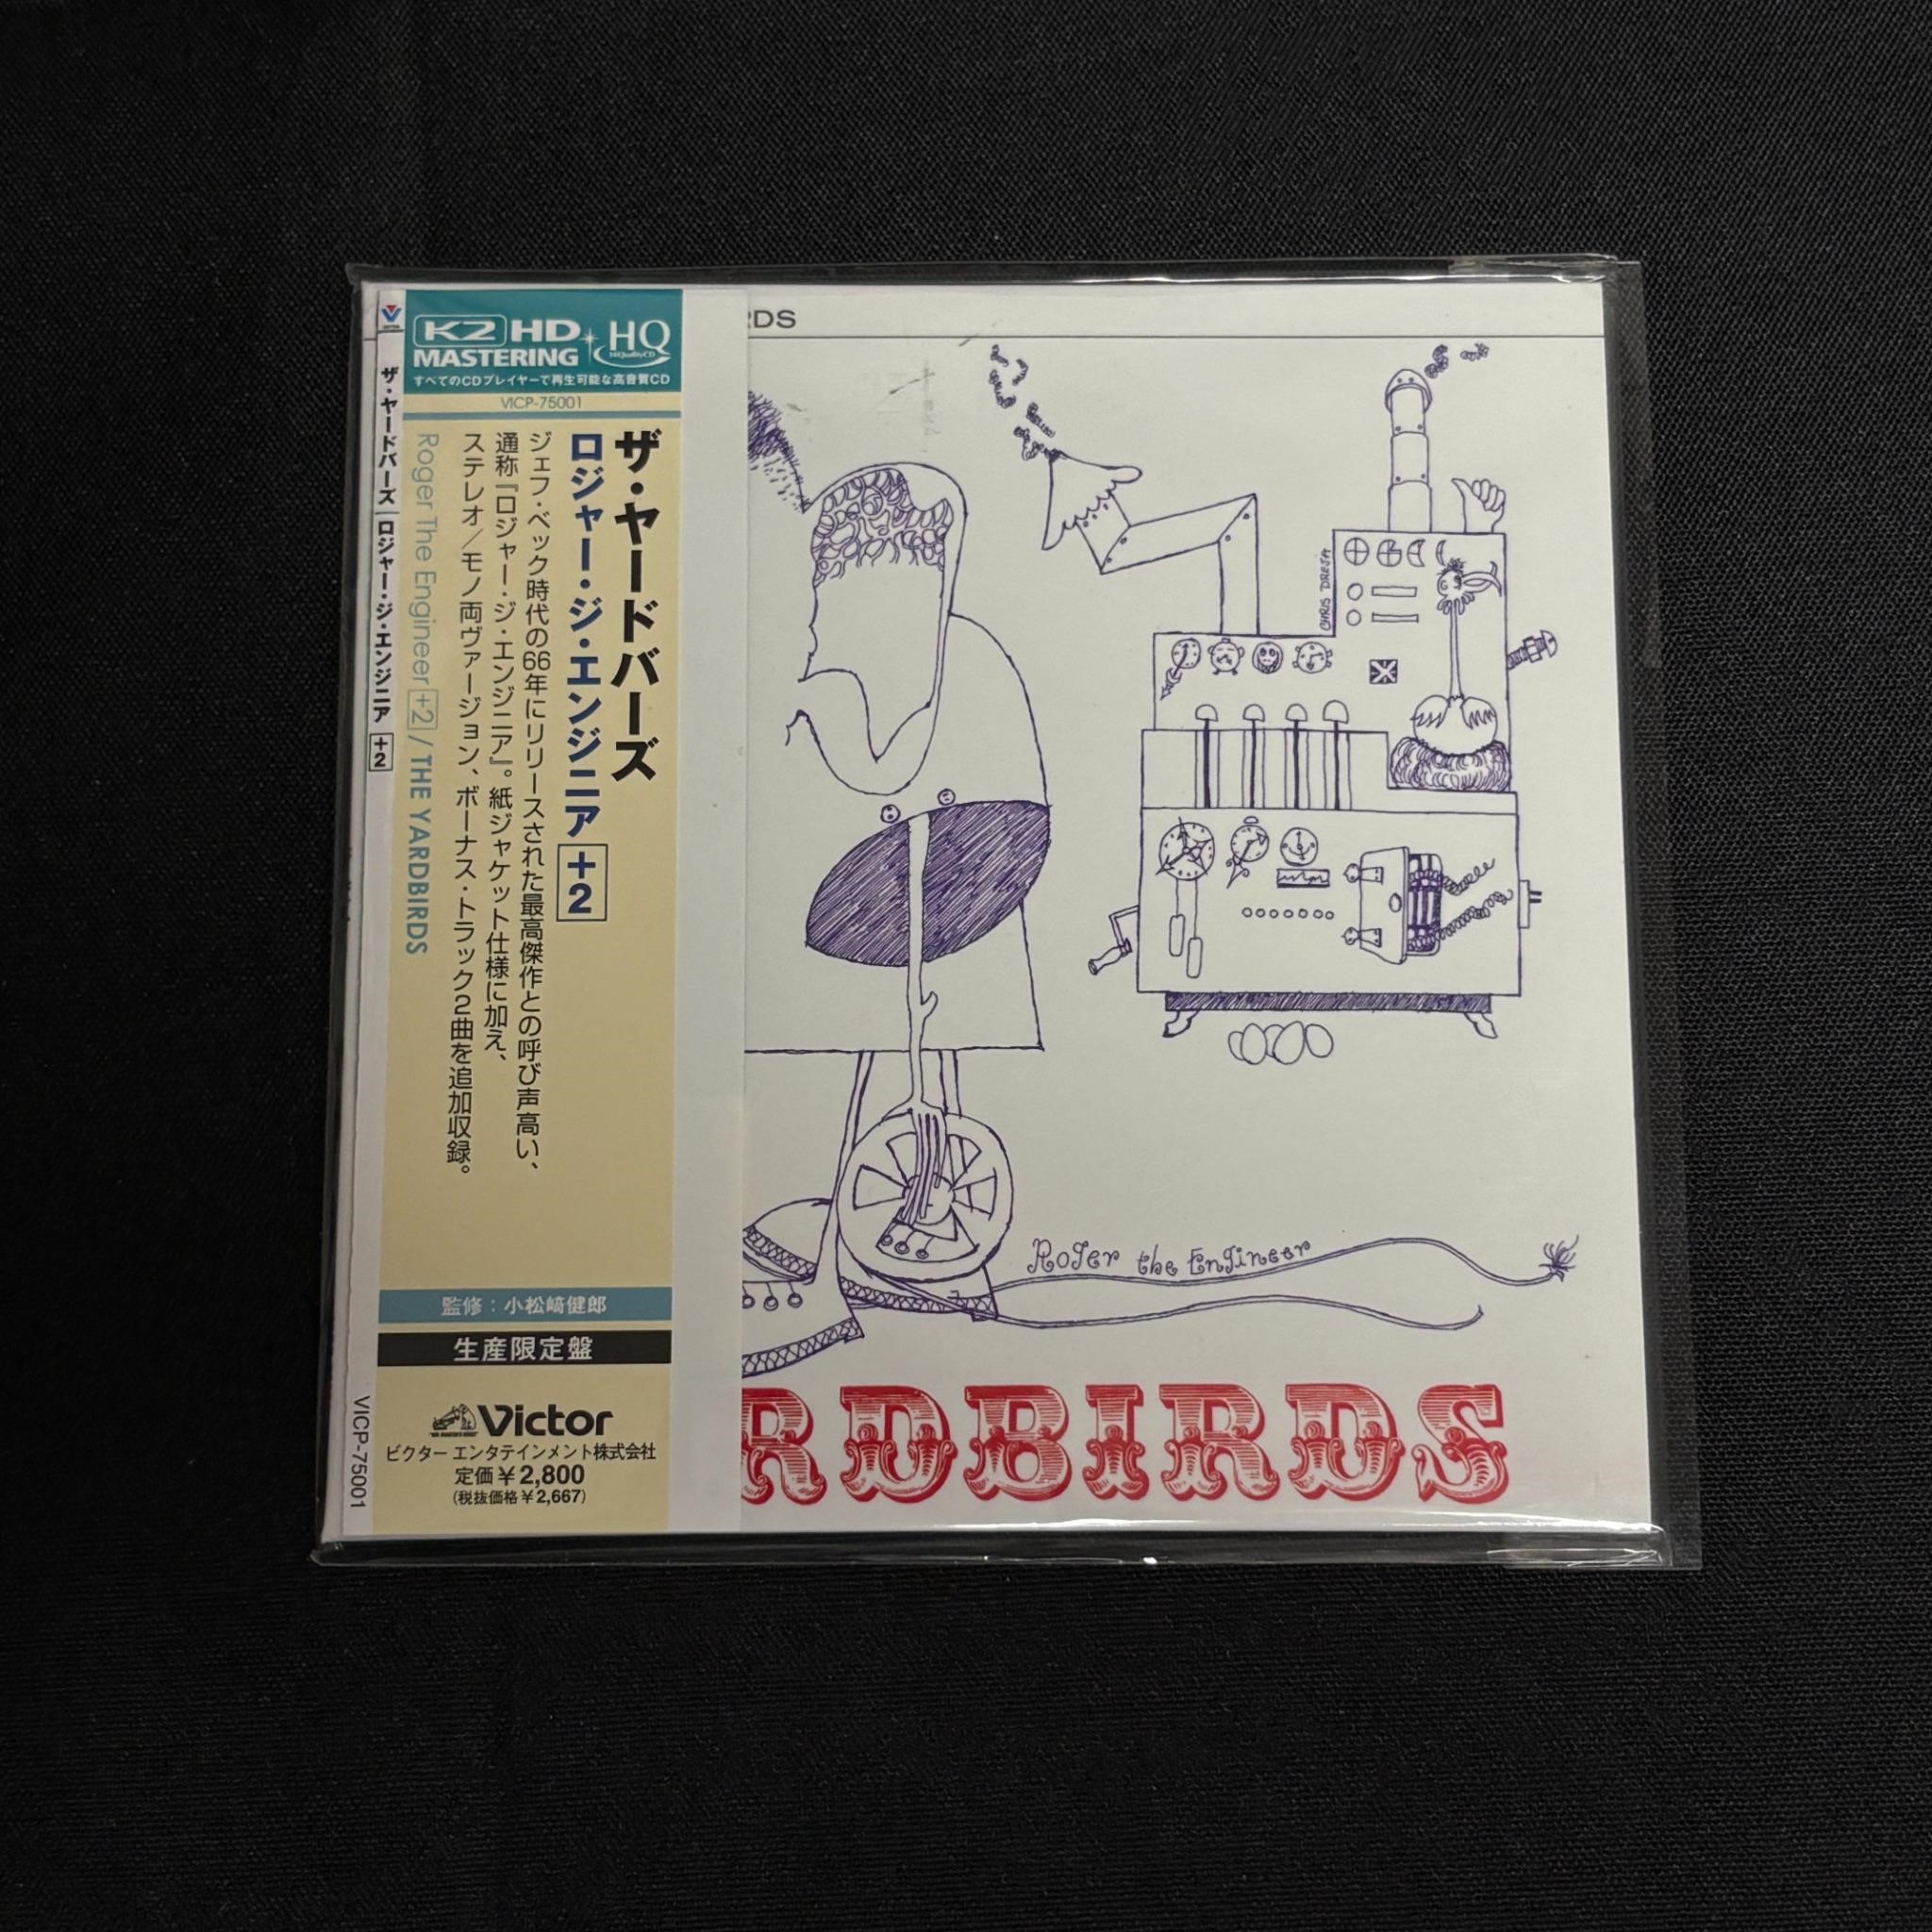 K2 HD
MASTERING
HQ
HiQualityCD
すべてのCDプレイヤーで再生可能な高音質CD
VICP-75001
ザ・ヤードバーズ
ロジャー・ジ・エンジニア +2
ジェフ・ベック時代の66年にリリースされた最高傑作との呼び声高い、
通称『ロジャー・ジ・エンジニア』。紙ジャケット仕様に加え、
ステレオ／モノ両ヴァージョン、ボーナス・トラック2曲を追加収録。
Roger The Engineer +2 / THE YARDBIRDS
監修：小松﨑健郎
生産限定盤
"HIS MASTER'S VOICE"
Victor
ビクター エンタテインメント株式会社
定価￥2,800
(税抜価格￥2,667)
ザ・ヤードバーズ ロジャー・ジ・エンジニア +2
VICP-75001
RDS
CHRIS DREJA
Roger the Engineer
RDBIRDS